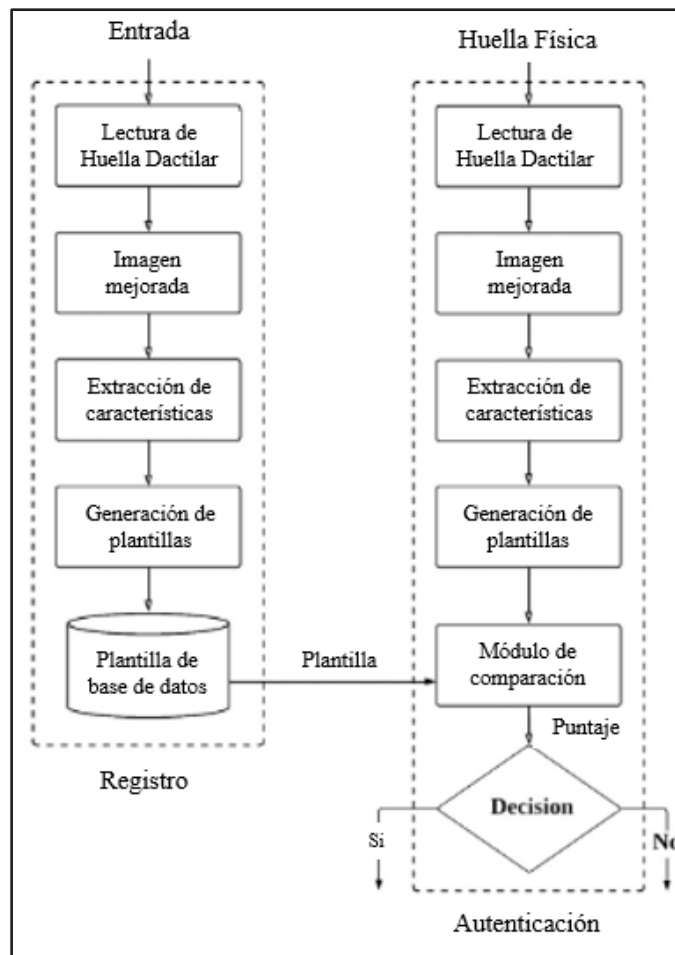 Entrada
Lectura de
Huella Dactilar
Imagen
mejorada
Extracción de
características
Generación de
plantillas
Plantilla de
base de datos
Registro
Plantilla
Huella Física
Lectura de
Huella Dactilar
Imagen
mejorada
Extracción de
características
Generación de
plantillas
Módulo de
comparación
Puntaje
Decision
Si
No
Autenticación